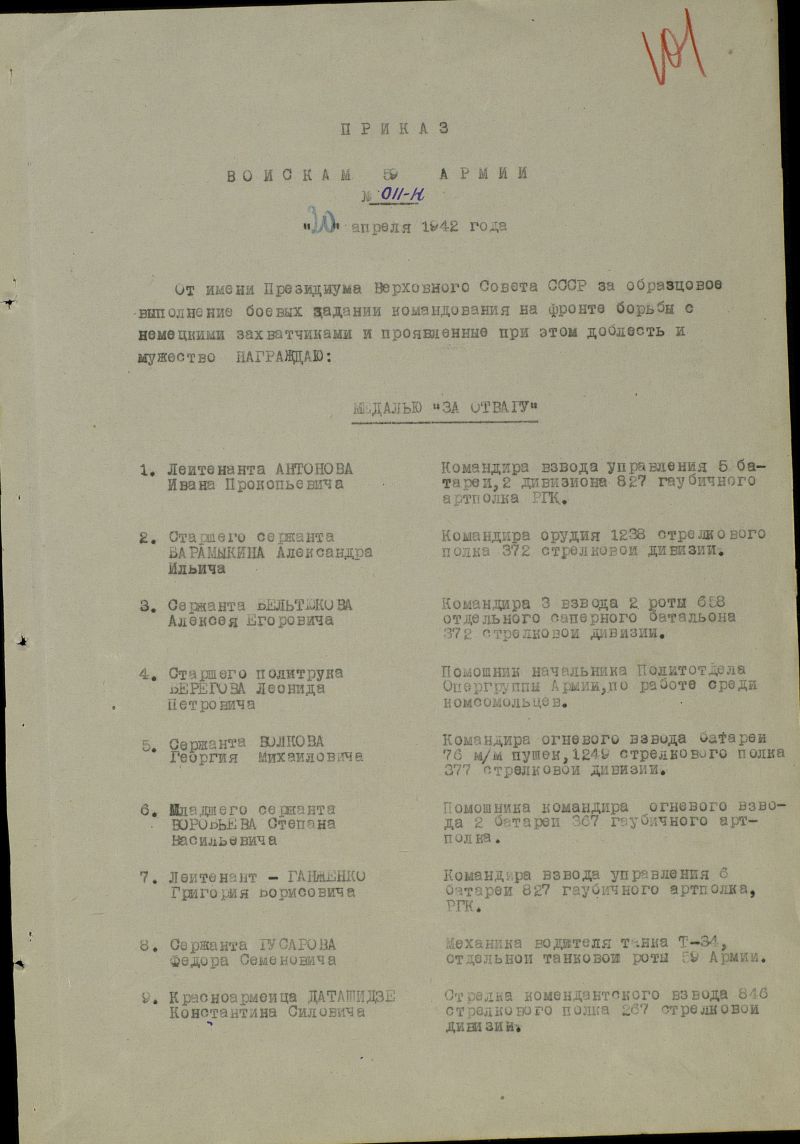 101
П Р И К А З
В О Й С К А М 59 А Р М И И
№ 011-н
"20" апреля 1942 года
От имени Президиума Верховного Совета СССР за образцовое
выполнение боевых заданий командования на фронте борьбы с
немецкими захватчиками и проявленные при этом доблесть и
мужество НАГРАЖДАЮ:
МЕДАЛЬЮ "ЗА ОТВАГУ"
1. Лейтенанта АНТОНОВА
Ивана Прокопьевича
Командира взвода управления 5 ба-
тареи, 2 дивизиона 827 гаубичного
артполка РГК.
2. Старшего сержанта
ВАРАМЫКИНА Александра
Ильича
Командира орудия 1238 стрелкового
полка 372 стрелковой дивизии.
3. Сержанта БЕЛЬТЮКОВА
Алексея Егоровича
Командира 3 взвода 2 роты
отдельного саперного батальона
372 стрелковой дивизии.
4. Старшего политрука
БЕРЕГОВА Леонида
Петровича
Помошник начальника Политотдела
Опергруппы Армии, по работе среди
комсомольцев.
5. Сержанта ВОЛКОВА
Георгия Михайловича
Командира огневого взвода батареи
76 м/м пушек, 1249 стрелкового полка
377 стрелковой дивизии.
6. Младшего сержанта
ВОРОБЬЕВА Степана
Васильевича
Помошника командира огневого взво-
да 2 батареи 367 гаубичного арт-
полка.
7. Лейтенант - ГАНЖЕНКО
Григория Борисовича
Командира взвода управления 6
батареи 827 гаубичного артполка,
РГК.
8. Сержанта ГУСАРОВА
Федора Семеновича
Механика водителя танка Т-34,
отдельной танковой роты 59 Армии.
9. Красноармейца ДАТАШИДЗЕ
Константина Силовича
Стрелка комендантского взвода 846
стрелкового полка 267 стрелковой
дивизии.